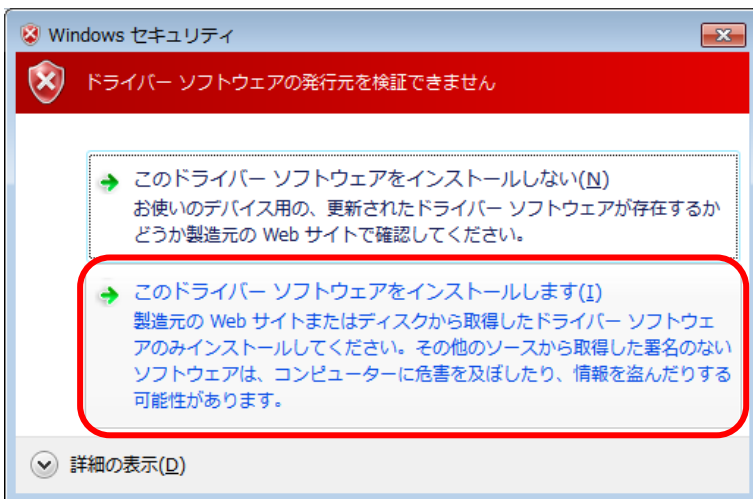 Windows セキュリティ
ドライバー ソフトウェアの発行元を検証できません
このドライバー ソフトウェアをインストールしない(N)
お使いのデバイス用の、更新されたドライバー ソフトウェアが存在するか
どうか製造元の Web サイトで確認してください。
このドライバー ソフトウェアをインストールします(I)
製造元の Web サイトまたはディスクから取得したドライバー ソフトウェ
アのみインストールしてください。その他のソースから取得した署名のない
ソフトウェアは、コンピューターに危害を及ぼしたり、情報を盗んだりする
可能性があります。
詳細の表示(D)